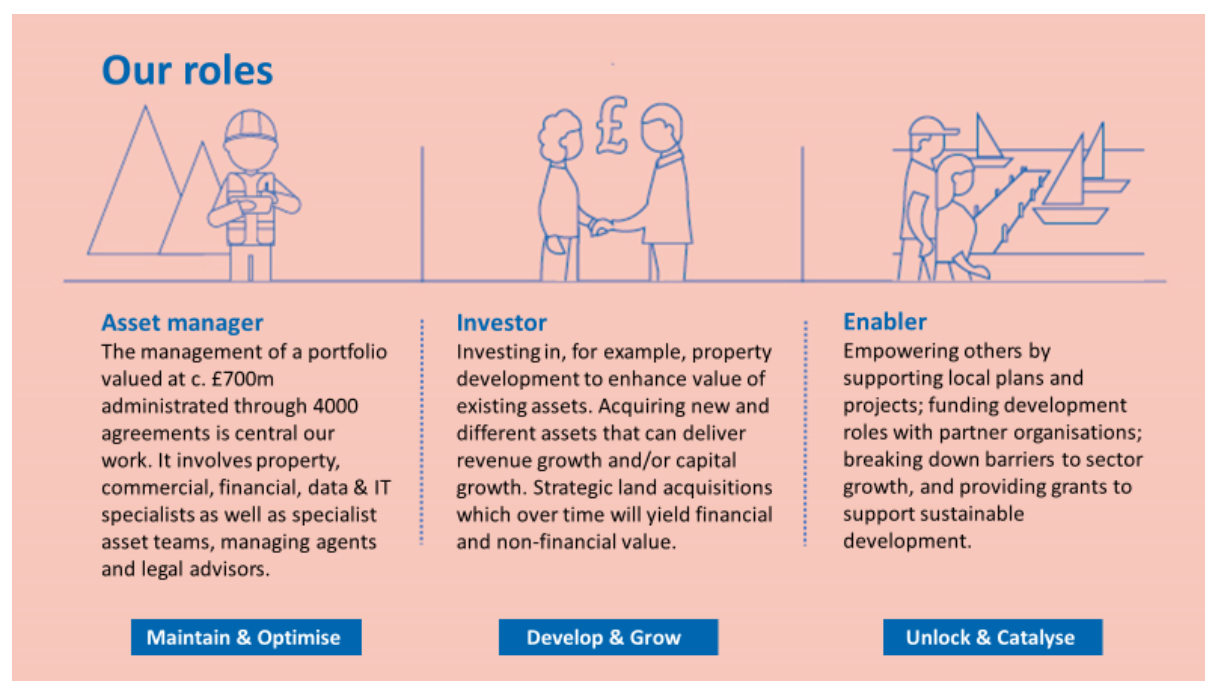 Our roles
£
Asset manager
The management of a portfolio
valued at c. £700m
administrated through 4000
agreements is central our
work. It involves property,
commercial, financial, data & IT
specialists as well as specialist
asset teams, managing agents
and legal advisors.
Maintain & Optimise
Investor
Investing in, for example, property
development to enhance value of
existing assets. Acquiring new and
different assets that can deliver
revenue growth and/or capital
growth. Strategic land acquisitions
which over time will yield financial
and non-financial value.
Develop & Grow
Enabler
Empowering others by
supporting local plans and
projects; funding development
roles with partner organisations;
breaking down barriers to sector
growth, and providing grants to
support sustainable
development.
Unlock & Catalyse